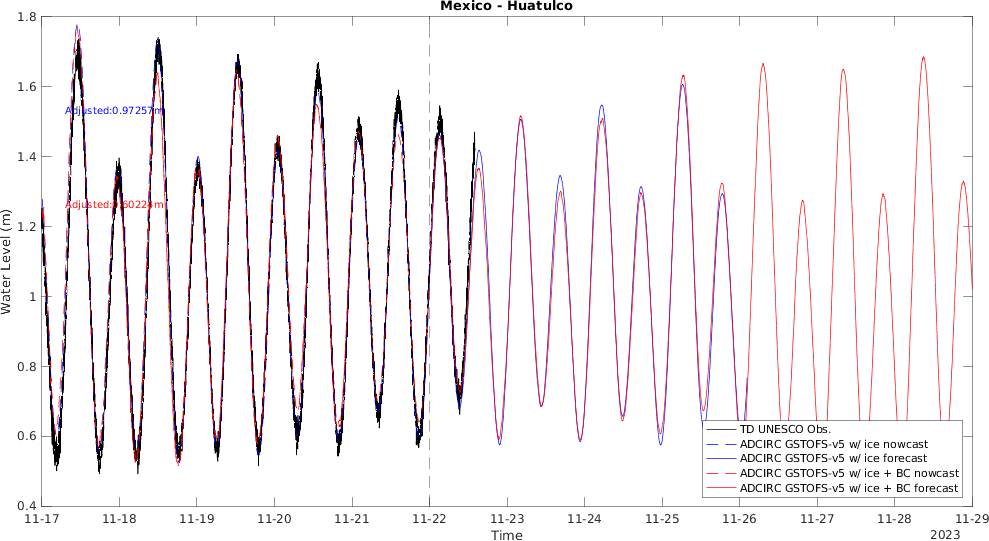 Mexico - Huatulco
1.8
1.6
1.4
1.2
1
0.8
0.6
0.4
Water Level (m)
Adjusted:0.97257m
TD UNESCO Obs.
ADCIRC GSTOFS-v5 w/ ice nowcast
ADCIRC GSTOFS-v5 w/ ice forecast
ADCIRC GSTOFS-v5 w/ ice + BC nowcast
ADCIRC GSTOFS-v5 w/ ice + BC forecast
11-17 11-18 11-19 11-20 11-21 11-22 11-23 11-24 11-25 11-26 11-27 11-28 11-29
Time
2023